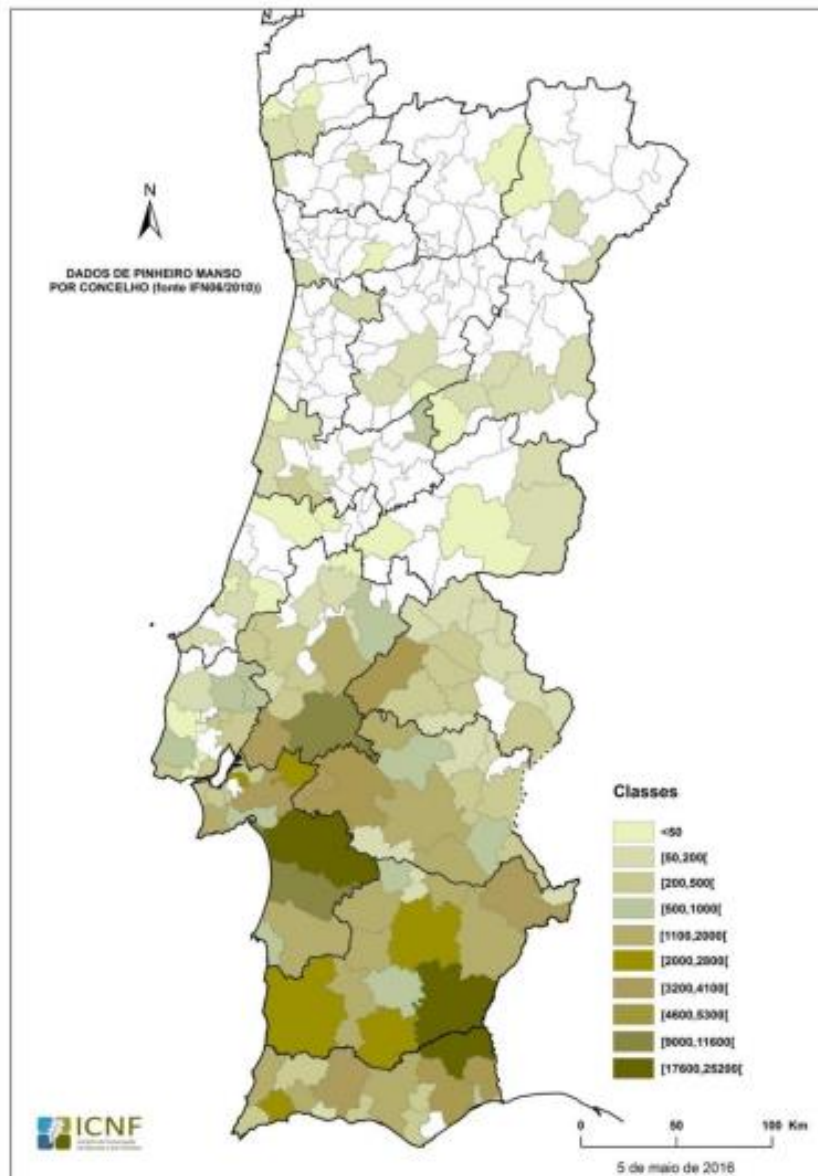 N
DADOS DE PINHEIRO MANSO
POR CONCELHO (fonte IFN06/2010))
Classes
<50
[50,200[
[200,500[
[500,1000[
[1100,2000[
[2000,2800[
[3200,4100[
[4600,5300[
[9000,11600[
[17600,25200[
ICNF
0 50 100 Km
5 de maio de 2016